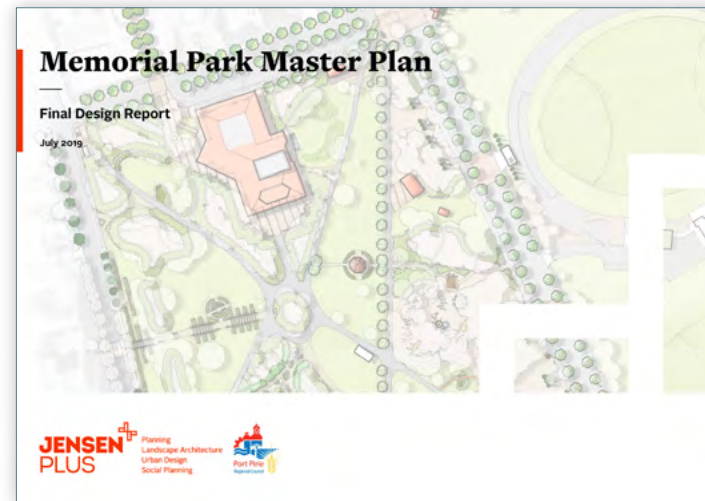 Memorial Park Master Plan
Final Design Report
July 2019
JENSEN
PLUS
Planning
Landscape Architecture
Urban Design
Social Planning
Port Pirie
Regional Council